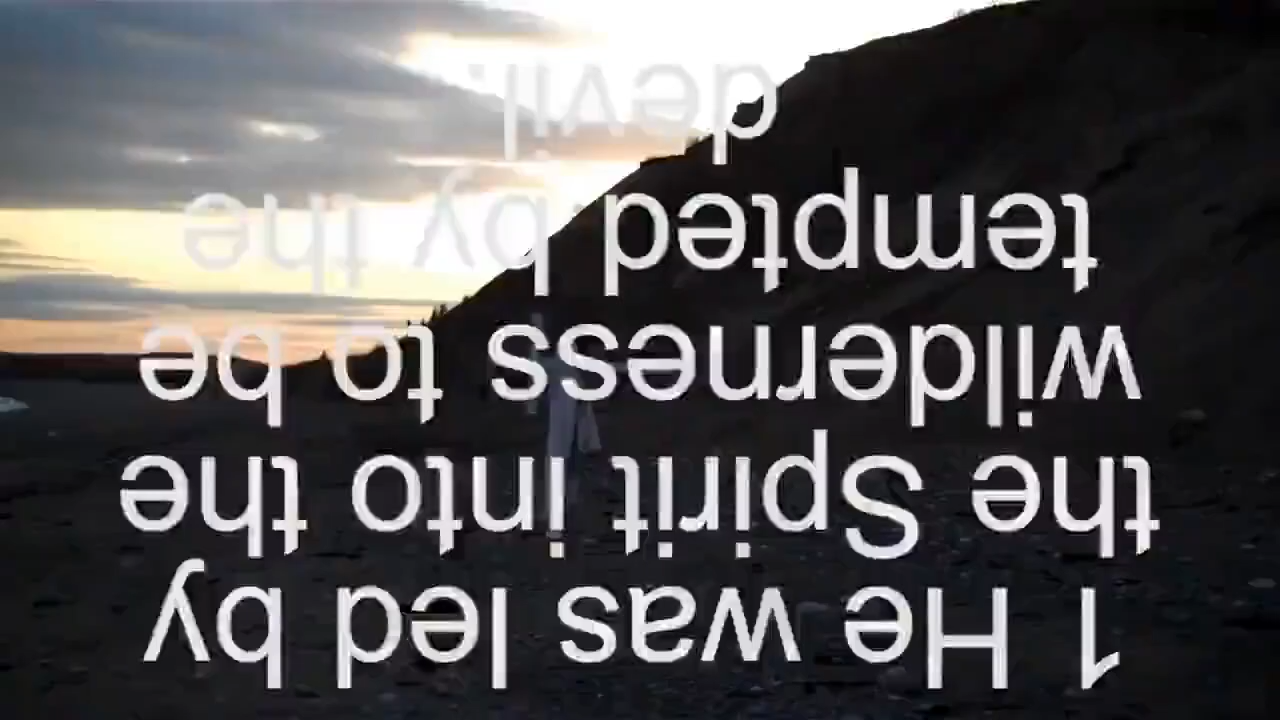 1 He was led by
the Spirit into the
wilderness to be
tempted by the
devil.